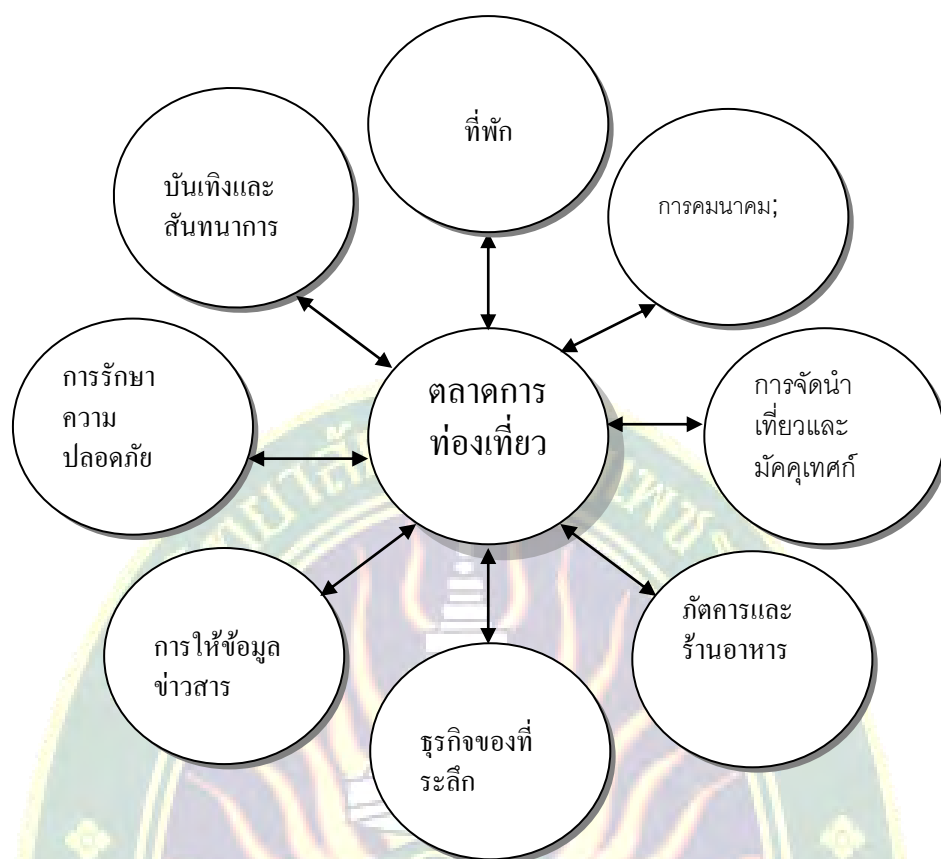 ที่พัก
บันเทิงและ
สันทนาการ
การคมนาคม;
การรักษา
ความ
ปลอดภัย
ตลาดการ
ท่องเที่ยว
การจัดนำ
เที่ยวและ
มัคคุเทศก์
การให้ข้อมูล
ข่าวสาร
ภัตคารและ
ร้านอาหาร
ธุรกิจของที่
ระลึก